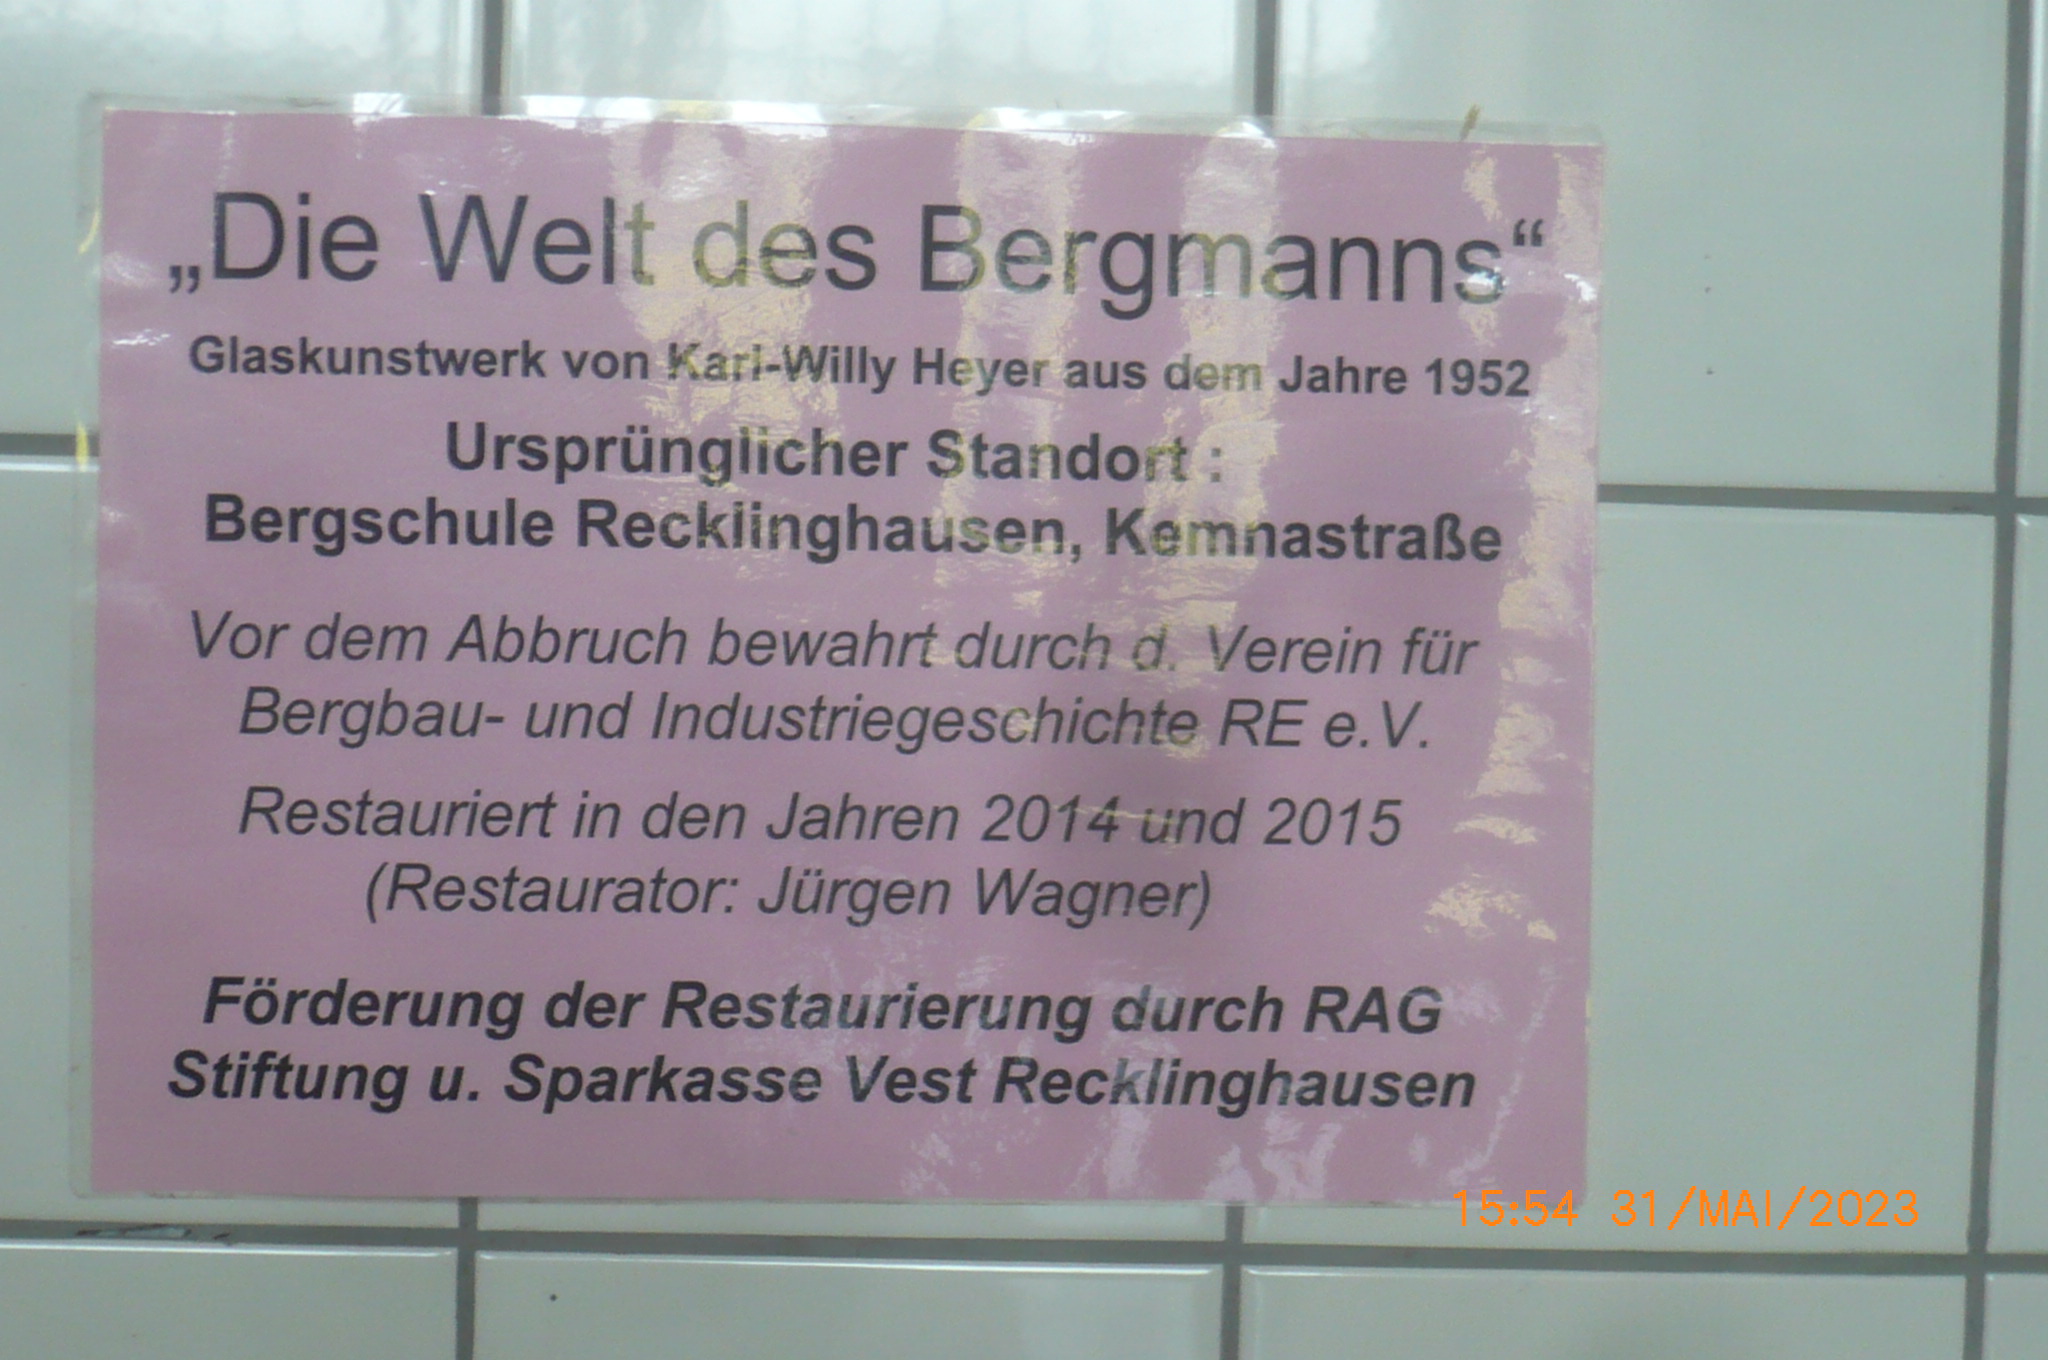 „Die Welt des Bergmanns“
Glaskunstwerk von Karl-Willy Heyer aus dem Jahre 1952
Ursprünglicher Standort :
Bergschule Recklinghausen, Kemnastraße
Vor dem Abbruch bewahrt durch d. Verein für
Bergbau- und Industriegeschichte RE e.V.
Restauriert in den Jahren 2014 und 2015
(Restaurator: Jürgen Wagner)
Förderung der Restaurierung durch RAG
Stiftung u. Sparkasse Vest Recklinghausen
15:54 31/MAI/2023